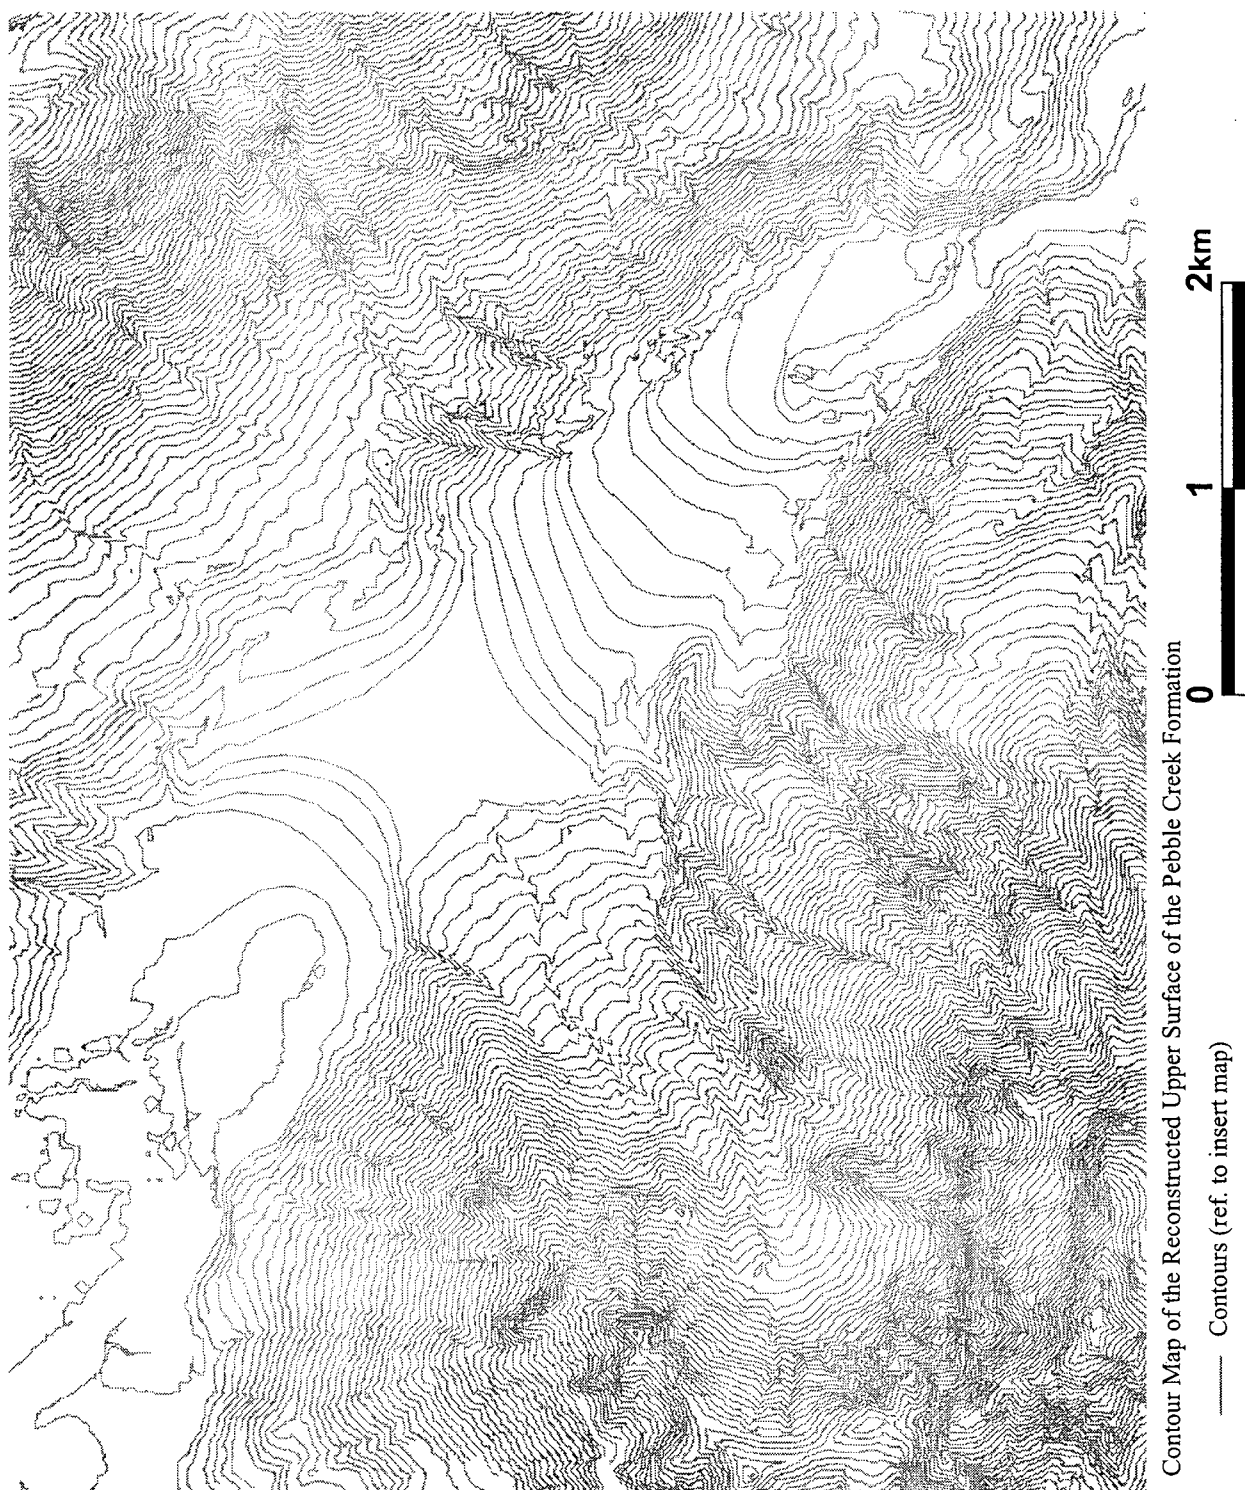 Contour Map of the Reconstructed Upper Surface of the Pebble Creek Formation
Contours (ref. to insert map)
0 1 2km